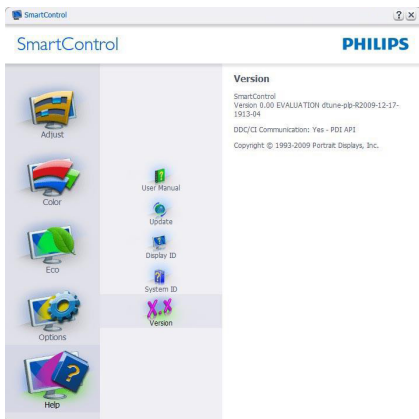 SmartControl
SmartControl
PHILIPS
Adjust
Color
Eco
Options
Help
User Manual
Update
Display ID
System ID
X.X
Version
Version
SmartControl
Version 0.00 EVALUATION dtune-plp-R2009-12-17-
1913-04
DDC/CI Communication: Yes - PDI API
Copyright © 1993-2009 Portrait Displays, Inc.